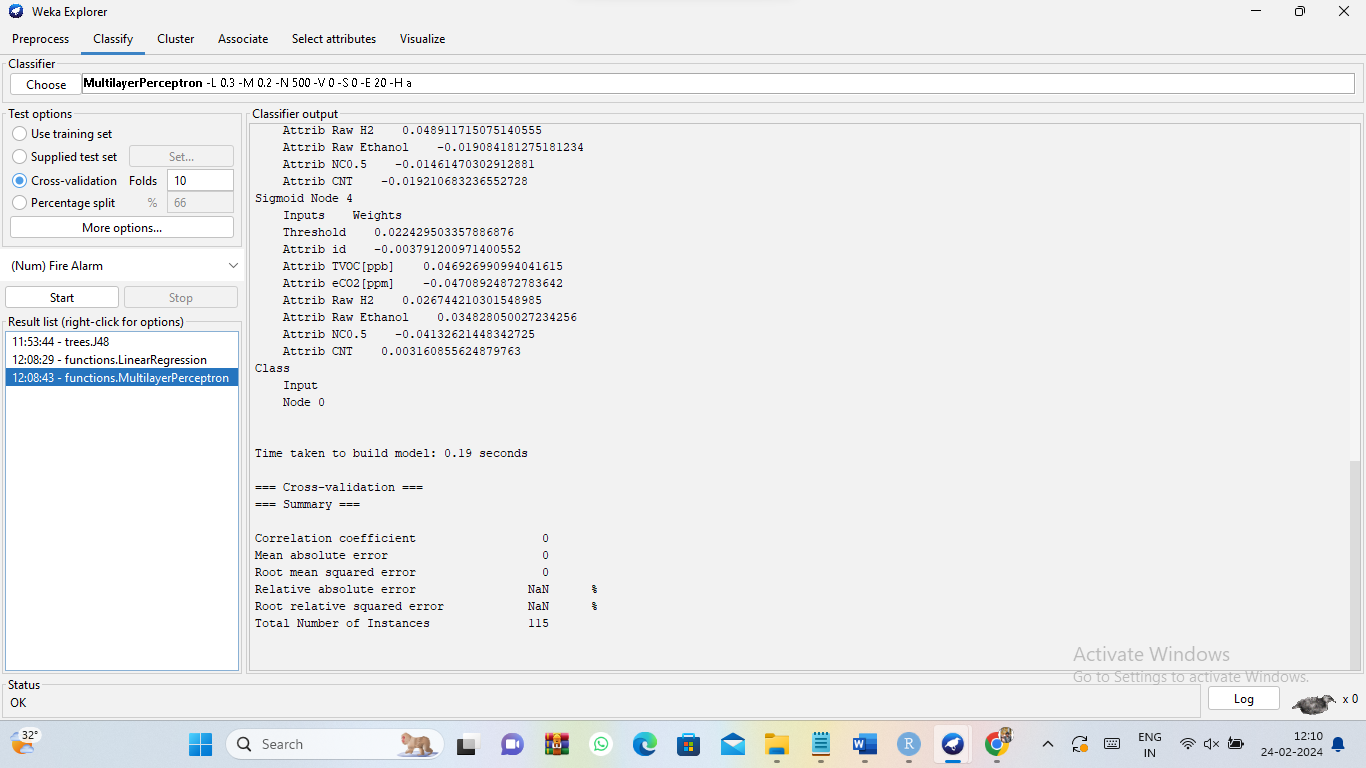 Weka Explorer
Preprocess Classify Cluster Associate Select attributes Visualize
Classifier
Choose MultilayerPerceptron -L 0.3 -M 0.2 -N 500 -V 0 -S 0 -E 20 -H a
Test options
Use training set
Supplied test set Set...
Cross-validation Folds 10
Percentage split % 66
More options...
(Num) Fire Alarm
Start Stop
Result list (right-click for options)
11:53:44 - trees.J48
12:08:29 - functions.LinearRegression
12:08:43 - functions.MultilayerPerceptron
Classifier output
Attrib Raw H2 0.048911715075140555
Attrib Raw Ethanol -0.019084181275181234
Attrib NC0.5 -0.01461470302912881
Attrib CNT -0.019210683236552728
Sigmoid Node 4
Inputs Weights
Threshold 0.022429503357886876
Attrib id -0.003791200971400552
Attrib TVOC[ppb] 0.046926990994041615
Attrib eCO2[ppm] -0.04708924872783642
Attrib Raw H2 0.026744210301548985
Attrib Raw Ethanol 0.034828050027234256
Attrib NC0.5 -0.04132621448342725
Attrib CNT 0.003160855624879763
Class
Input
Node 0
Time taken to build model: 0.19 seconds
=== Cross-validation ===
=== Summary ===
Correlation coefficient 0
Mean absolute error 0
Root mean squared error 0
Relative absolute error NaN %
Root relative squared error NaN %
Total Number of Instances 115
Activate Windows
Go to Settings to activate Windows.
Status
OK
Log x 0
32°
Search
R
ENG
IN
12:10
24-02-2024